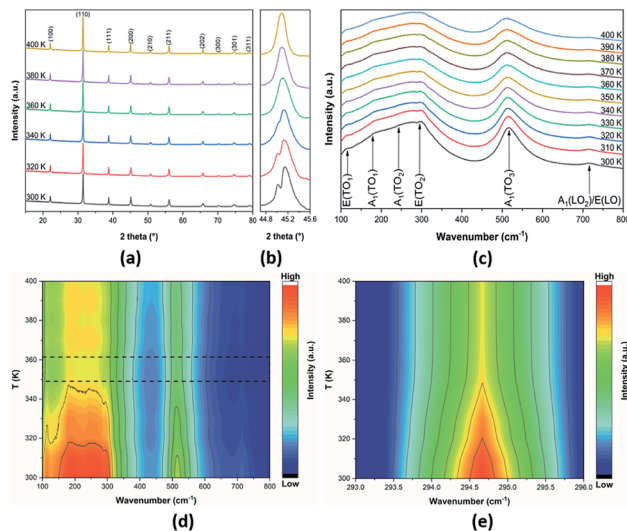 (100)
(110)
(111)
(200)
(210)
(211)
(202)
(300)
(301)
(311)
400 K
380 K
360 K
340 K
320 K
300 K
Intensity (a.u.)
20 30 40 50 60 70 80
2 theta (°)
(a)
44.8 45.2 45.6
2 theta (°)
(b)
400 K
390 K
380 K
370 K
360 K
350 K
340 K
330 K
320 K
310 K
300 K
Intensity (a.u.)
E(TO₁)
A₁(TO₁)
A₁(TO₂)
E(TO₂)
A₁(TO₃)
A₁(LO₂)/E(LO)
100 200 300 400 500 600 700 800
Wavenumber (cm⁻¹)
(c)
400
380
360
340
320
300
T (K)
100 200 300 400 500 600 700 800
Wavenumber (cm⁻¹)
High
Intensity (a.u.)
Low
(d)
400
380
360
340
320
300
T (K)
293.0 293.5 294.0 294.5 295.0 295.5 296.0
Wavenumber (cm⁻¹)
High
Intensity (a.u.)
Low
(e)